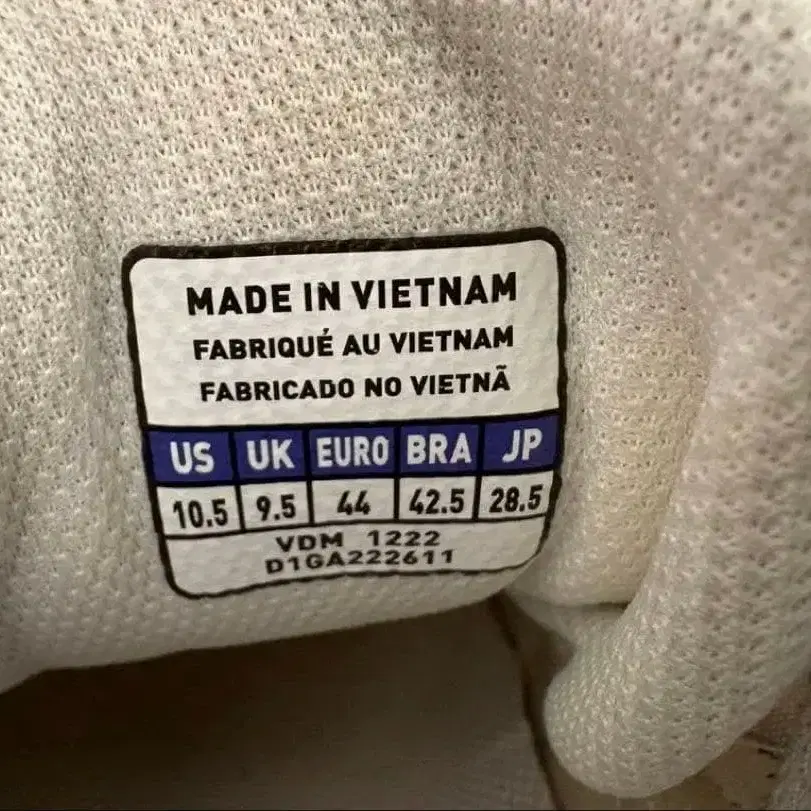 MADE IN VIETNAM
FABRIQUÉ AU VIETNAM
FABRICADO NO VIETNÃ
US UK EURO BRA JP
10.5 9.5 44 42.5 28.5
VDM 1222
D1GA222611